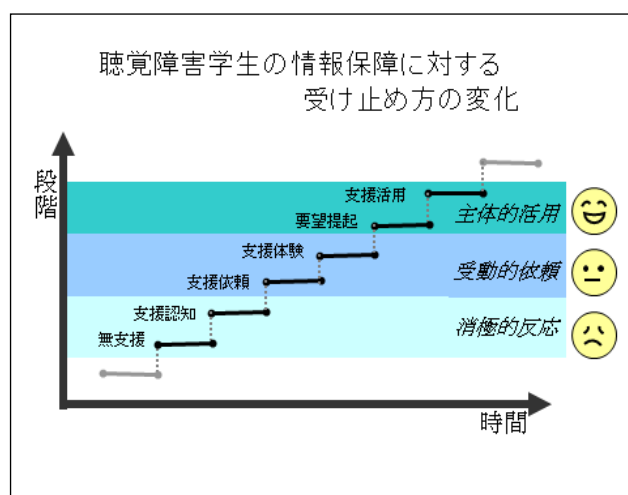 聴覚障害学生の情報保障に対する
受け止め方の変化
段階
支援活用
主体的活用
要望提起
支援体験
受動的依頼
支援依頼
支援認知
消極的反応
無支援
時間